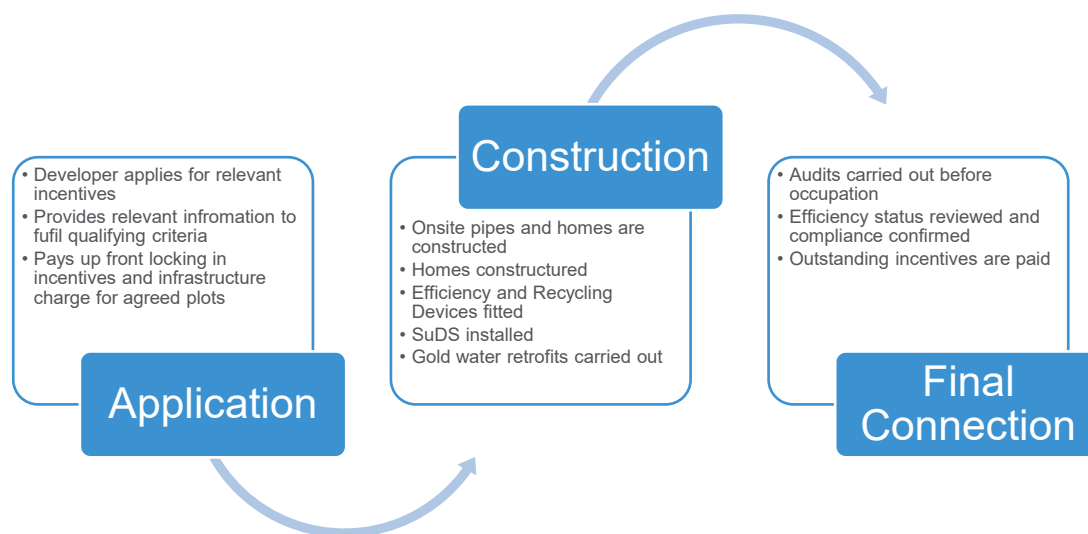 • Developer applies for relevant
incentives
• Provides relevant infromation to
fufil qualifying criteria
• Pays up front locking in
incentives and infrastructure
charge for agreed plots
Application
Construction
• Onsite pipes and homes are
constructed
• Homes constructured
• Efficiency and Recycling
Devices fitted
• SuDS installed
• Gold water retrofits carried out
• Audits carried out before
occupation
• Efficiency status reviewed and
compliance confirmed
• Outstanding incentives are paid
Final
Connection